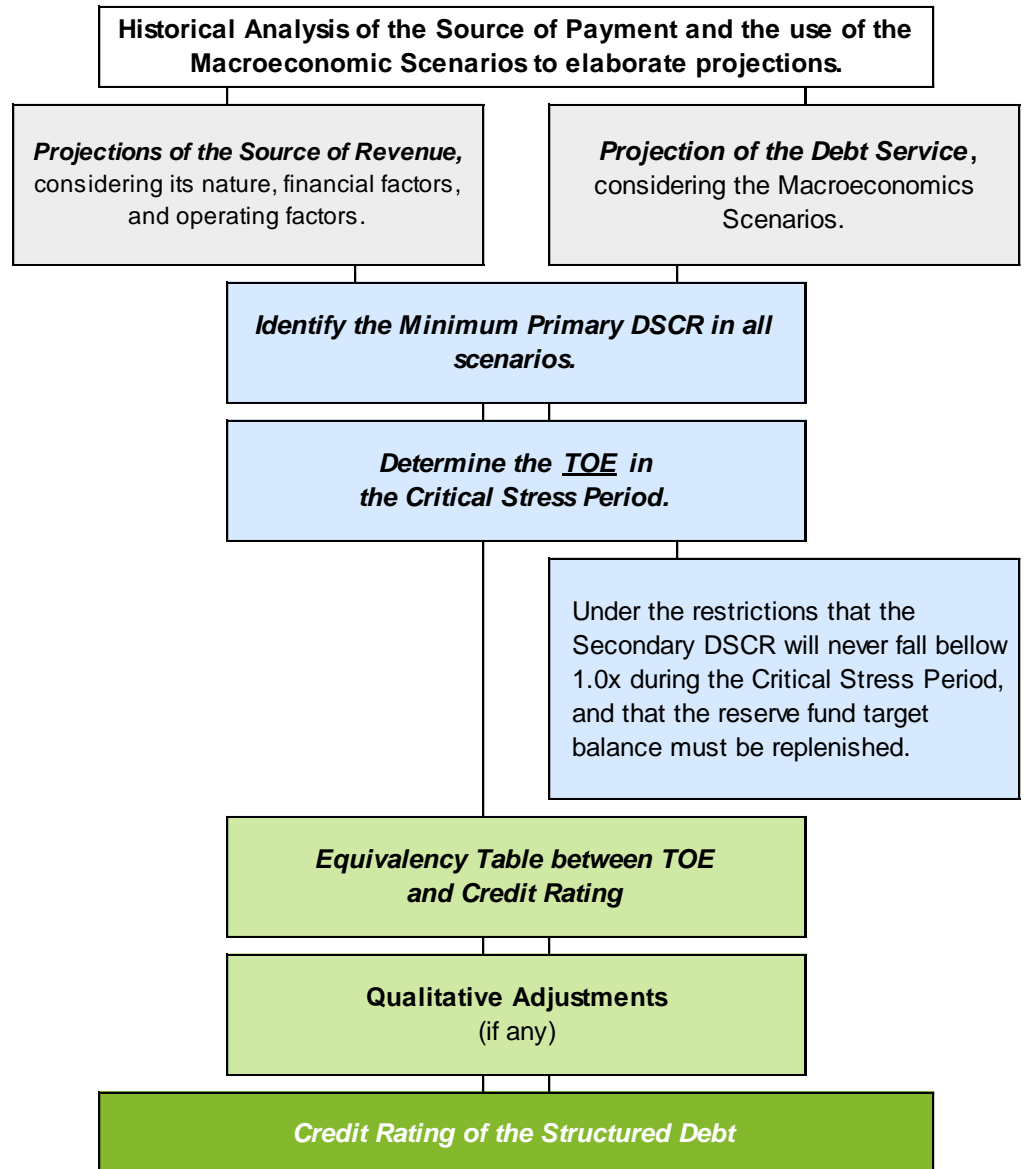 Historical Analysis of the Source of Payment and the use of the
Macroeconomic Scenarios to elaborate projections.
Projections of the Source of Revenue,
considering its nature, financial factors,
and operating factors.
Projection of the Debt Service,
considering the Macroeconomics
Scenarios.
Identify the Minimum Primary DSCR in all
scenarios.
Determine the TOE in
the Critical Stress Period.
Under the restrictions that the
Secondary DSCR will never fall bellow
1.0x during the Critical Stress Period,
and that the reserve fund target
balance must be replenished.
Equivalency Table between TOE
and Credit Rating
Qualitative Adjustments
(if any)
Credit Rating of the Structured Debt